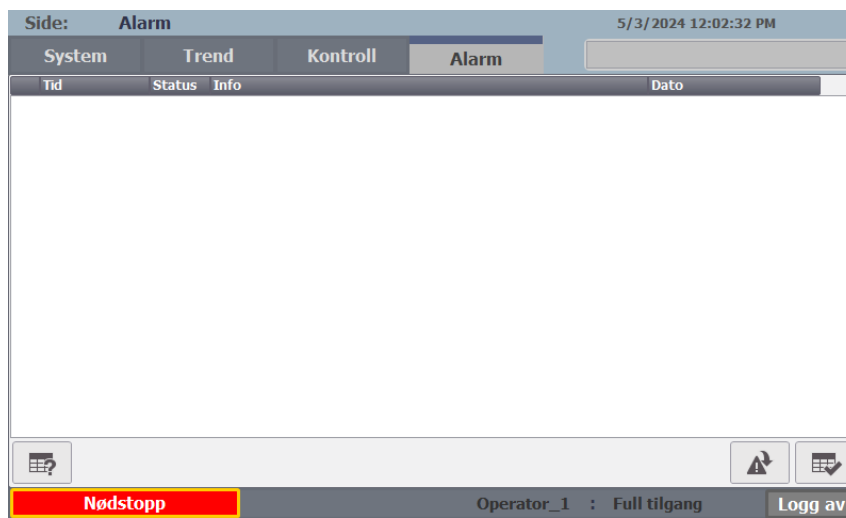 Side: Alarm 5/3/2024 12:02:32 PM
System Trend Kontroll Alarm
Tid Status Info Dato
?
Nødstopp Operator_1 : Full tilgang Logg av